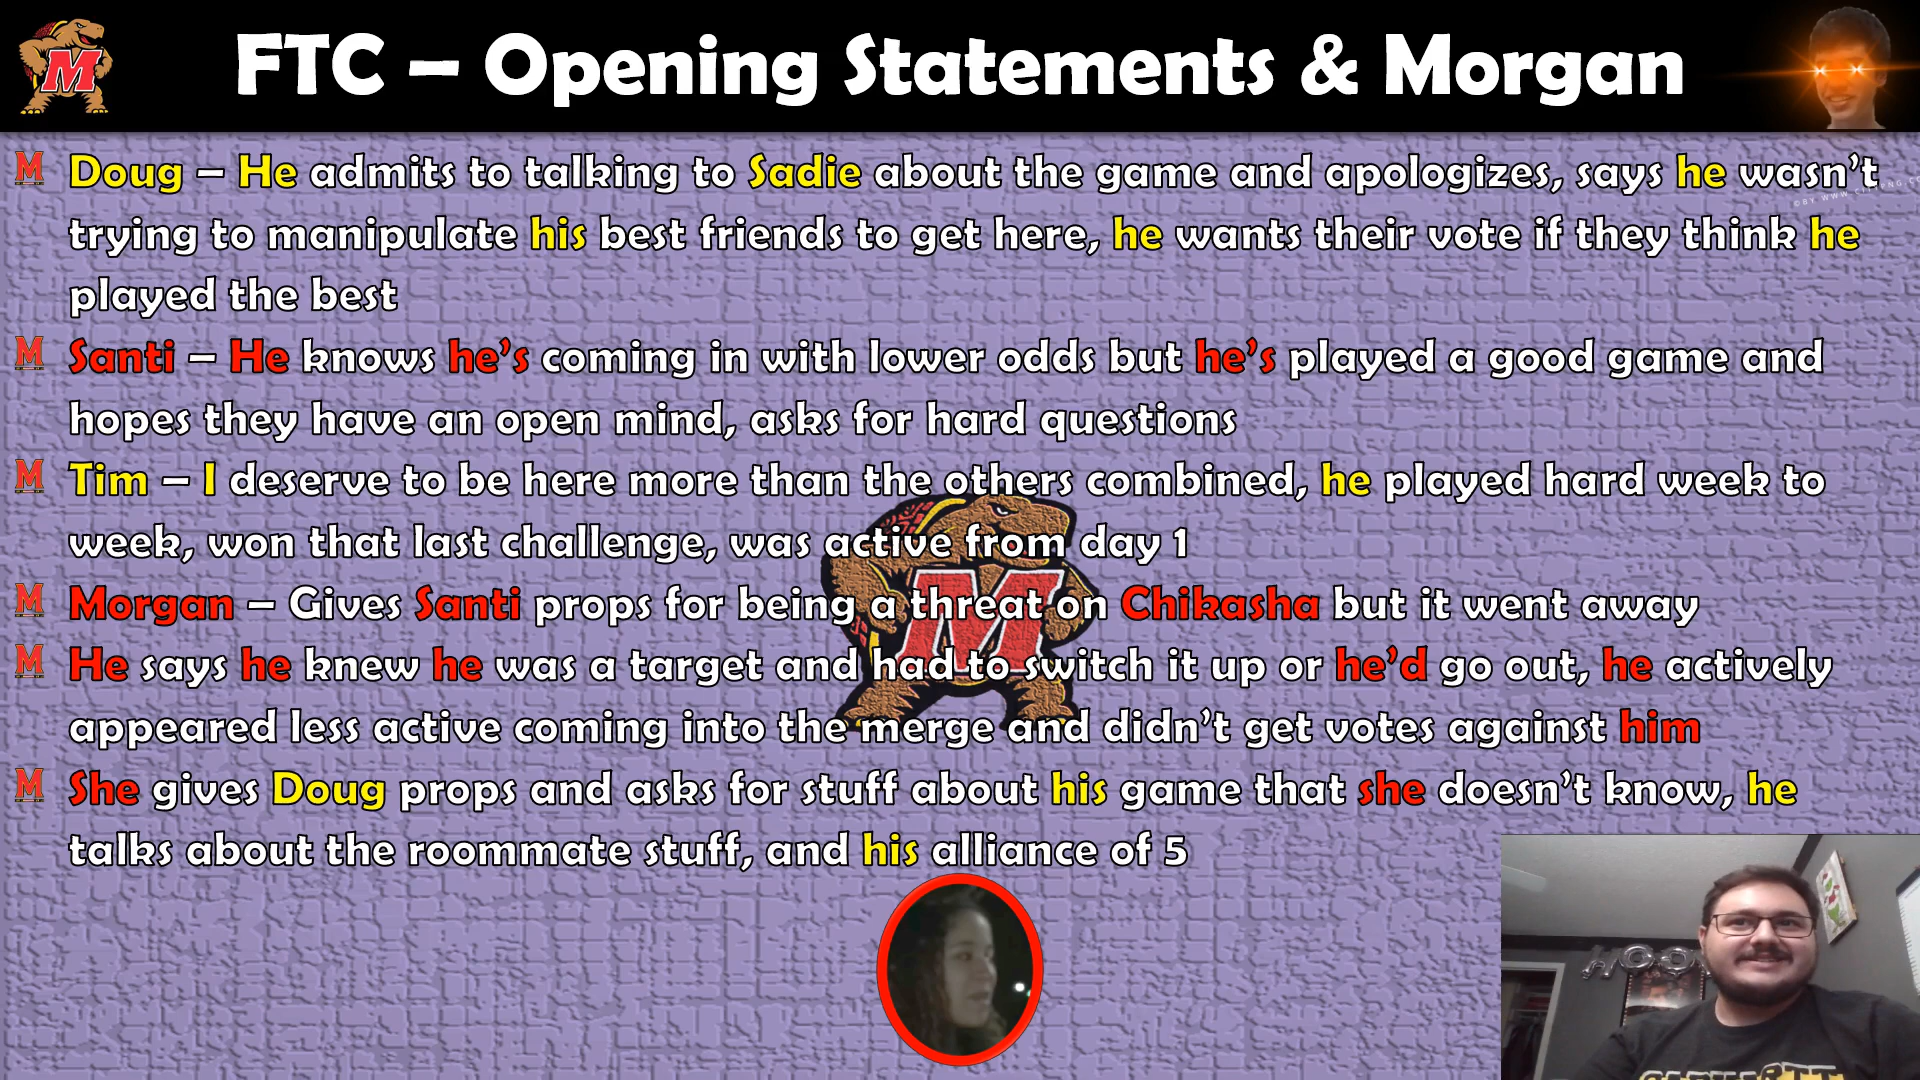 FTC – Opening Statements & Morgan
Doug – He admits to talking to Sadie about the game and apologizes, says he wasn't
trying to manipulate his best friends to get here, he wants their vote if they think he
played the best
Santi – He knows he's coming in with lower odds but he's played a good game and
hopes they have an open mind, asks for hard questions
Tim – I deserve to be here more than the others combined, he played hard week to
week, won that last challenge, was active from day 1
Morgan – Gives Santi props for being a threat on Chikasha but it went away
He says he knew he was a target and had to switch it up or he'd go out, he actively
appeared less active coming into the merge and didn't get votes against him
She gives Doug props and asks for stuff about his game that she doesn't know, he
talks about the roommate stuff, and his alliance of 5
M